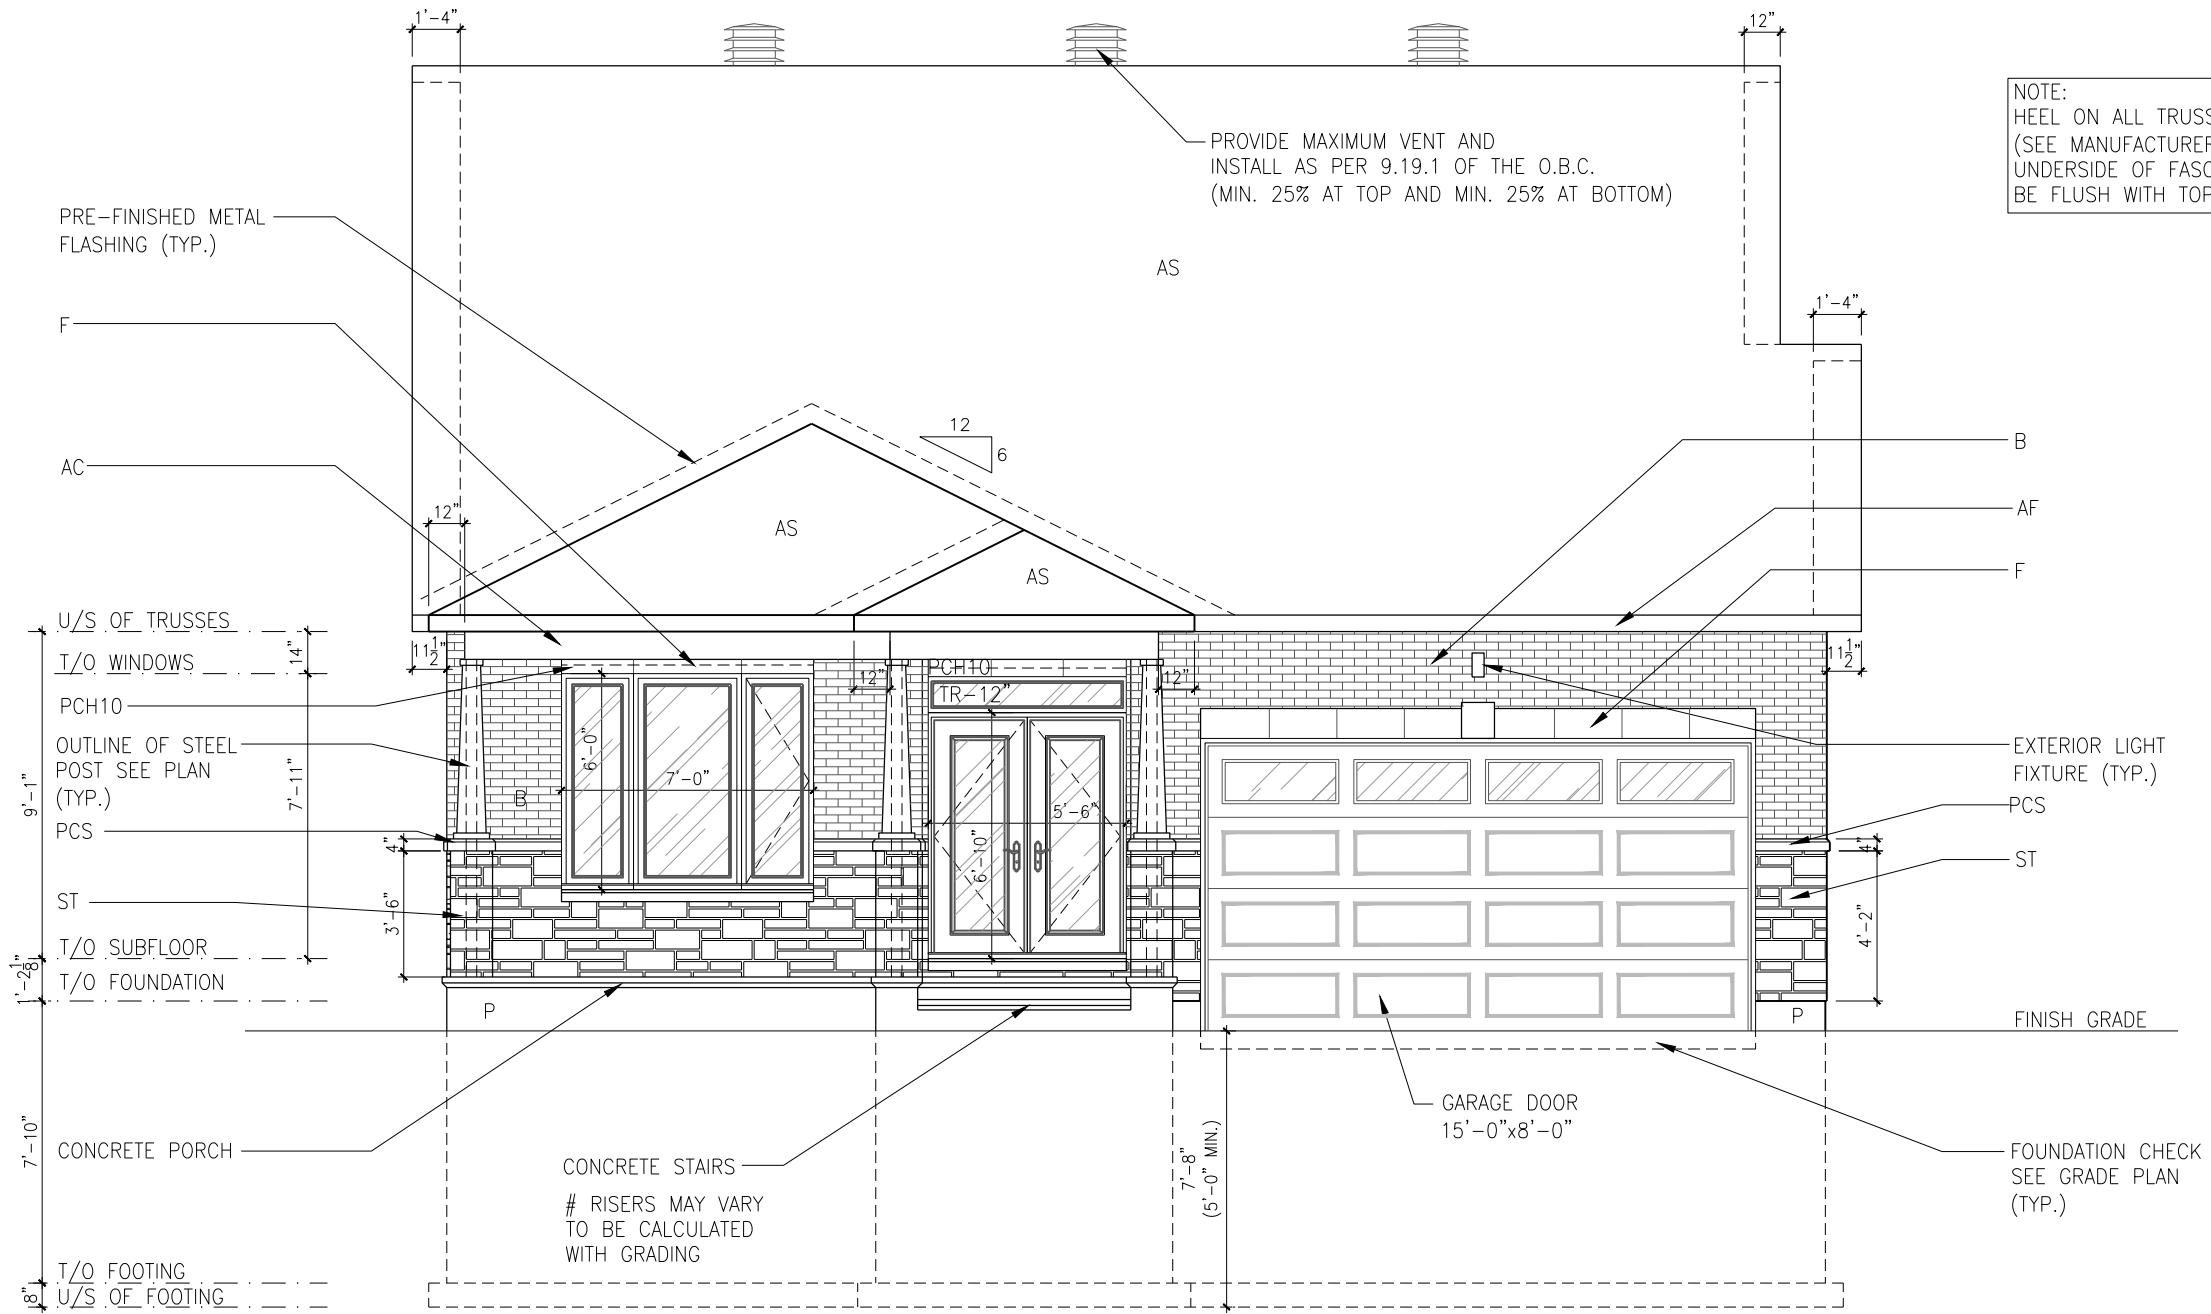 1'-4"
12"
NOTE:
HEEL ON ALL TRUSS
(SEE MANUFACTURER
UNDERSIDE OF FASC
BE FLUSH WITH TOP
PROVIDE MAXIMUM VENT AND
INSTALL AS PER 9.19.1 OF THE O.B.C.
(MIN. 25% AT TOP AND MIN. 25% AT BOTTOM)
PRE-FINISHED METAL
FLASHING (TYP.)
AS
1'-4"
F
12
6
B
AC
AF
12"
AS
F
AS
U/S OF TRUSSES
14"
11½"
T/O WINDOWS
PCH10
12"
12"
11½"
TR-12"
PCH10
OUTLINE OF STEEL
POST SEE PLAN
(TYP.)
9'-1"
7'-11"
B
6'-0"
7'-0"
5'-6"
6'-10"
EXTERIOR LIGHT
FIXTURE (TYP.)
PCS
PCS
4"
4"
ST
ST
3'-6"
4'-2"
T/O SUBFLOOR
1'-2⅛"
T/O FOUNDATION
P
P
FINISH GRADE
GARAGE DOOR
15'-0"x8'-0"
7'-10"
CONCRETE PORCH
CONCRETE STAIRS
# RISERS MAY VARY
TO BE CALCULATED
WITH GRADING
7'-8"
(5'-0" MIN.)
FOUNDATION CHECK
SEE GRADE PLAN
(TYP.)
T/O FOOTING
8"
U/S OF FOOTING